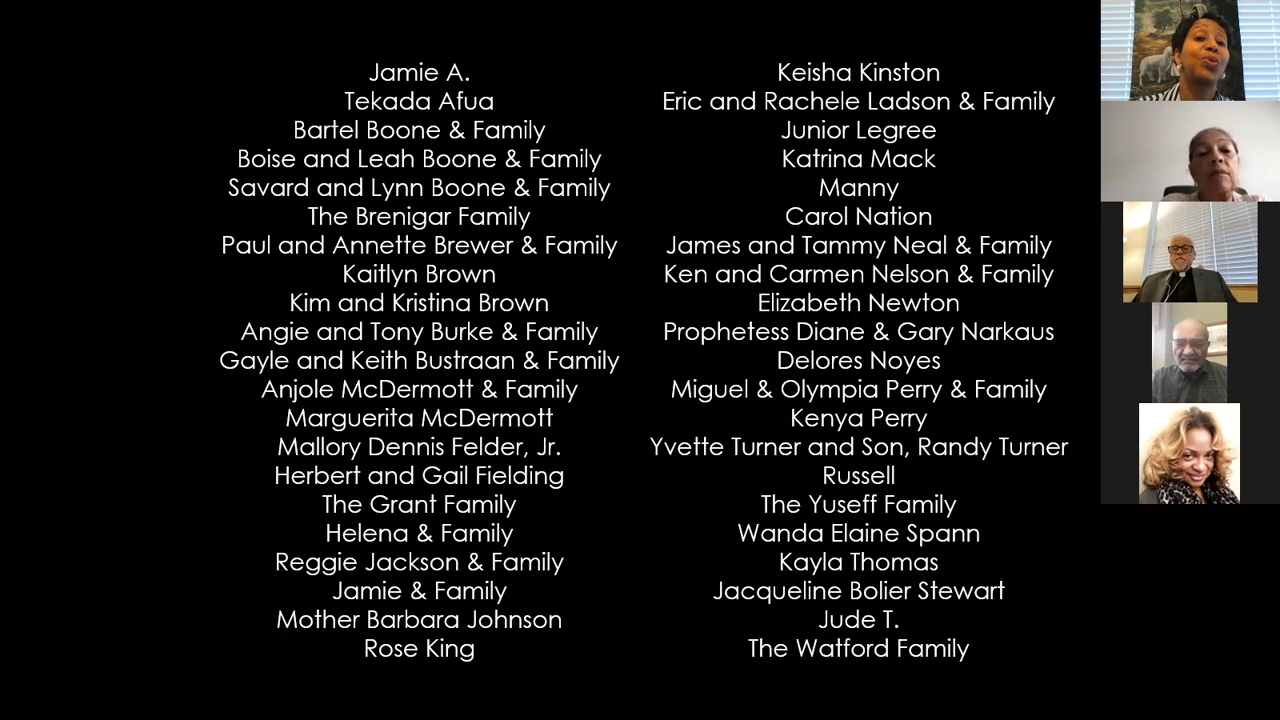 Jamie A.
Tekada Afua
Bartel Boone & Family
Boise and Leah Boone & Family
Savard and Lynn Boone & Family
The Brenigar Family
Paul and Annette Brewer & Family
Kaitlyn Brown
Kim and Kristina Brown
Angie and Tony Burke & Family
Gayle and Keith Bustraan & Family
Anjole McDermott & Family
Marguerita McDermott
Mallory Dennis Felder, Jr.
Herbert and Gail Fielding
The Grant Family
Helena & Family
Reggie Jackson & Family
Jamie & Family
Mother Barbara Johnson
Rose King
Keisha Kinston
Eric and Rachele Ladson & Family
Junior Legree
Katrina Mack
Manny
Carol Nation
James and Tammy Neal & Family
Ken and Carmen Nelson & Family
Elizabeth Newton
Prophetess Diane & Gary Narkaus
Delores Noyes
Miguel & Olympia Perry & Family
Kenya Perry
Yvette Turner and Son, Randy Turner
Russell
The Yuseff Family
Wanda Elaine Spann
Kayla Thomas
Jacqueline Bolier Stewart
Jude T.
The Watford Family